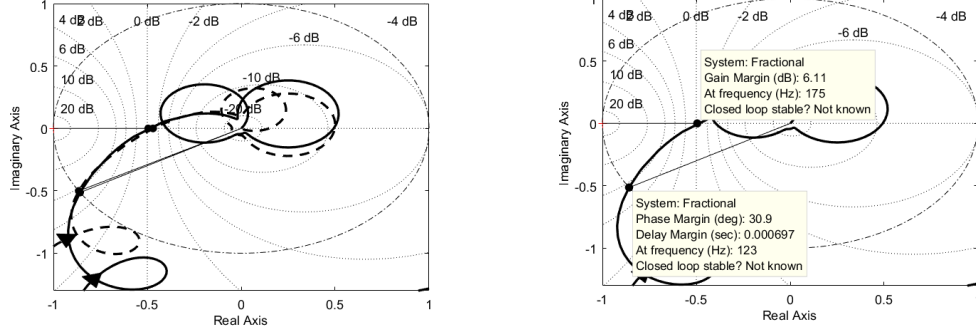 1
4 dB
2 dB
0 dB
-2 dB
-4 dB
6 dB
-6 dB
0.5
10 dB
-10 dB
20 dB
-20 dB
0
-0.5
-1
Imaginary Axis
-1
-0.5
0
0.5
1
Real Axis
1
4 dB
2 dB
0 dB
-2 dB
-4 dB
6 dB
-6 dB
0.5
10 dB
20 dB
0
-0.5
-1
Imaginary Axis
System: Fractional
Gain Margin (dB): 6.11
At frequency (Hz): 175
Closed loop stable? Not known
System: Fractional
Phase Margin (deg): 30.9
Delay Margin (sec): 0.000697
At frequency (Hz): 123
Closed loop stable? Not known
-1
-0.5
0
0.5
Real Axis